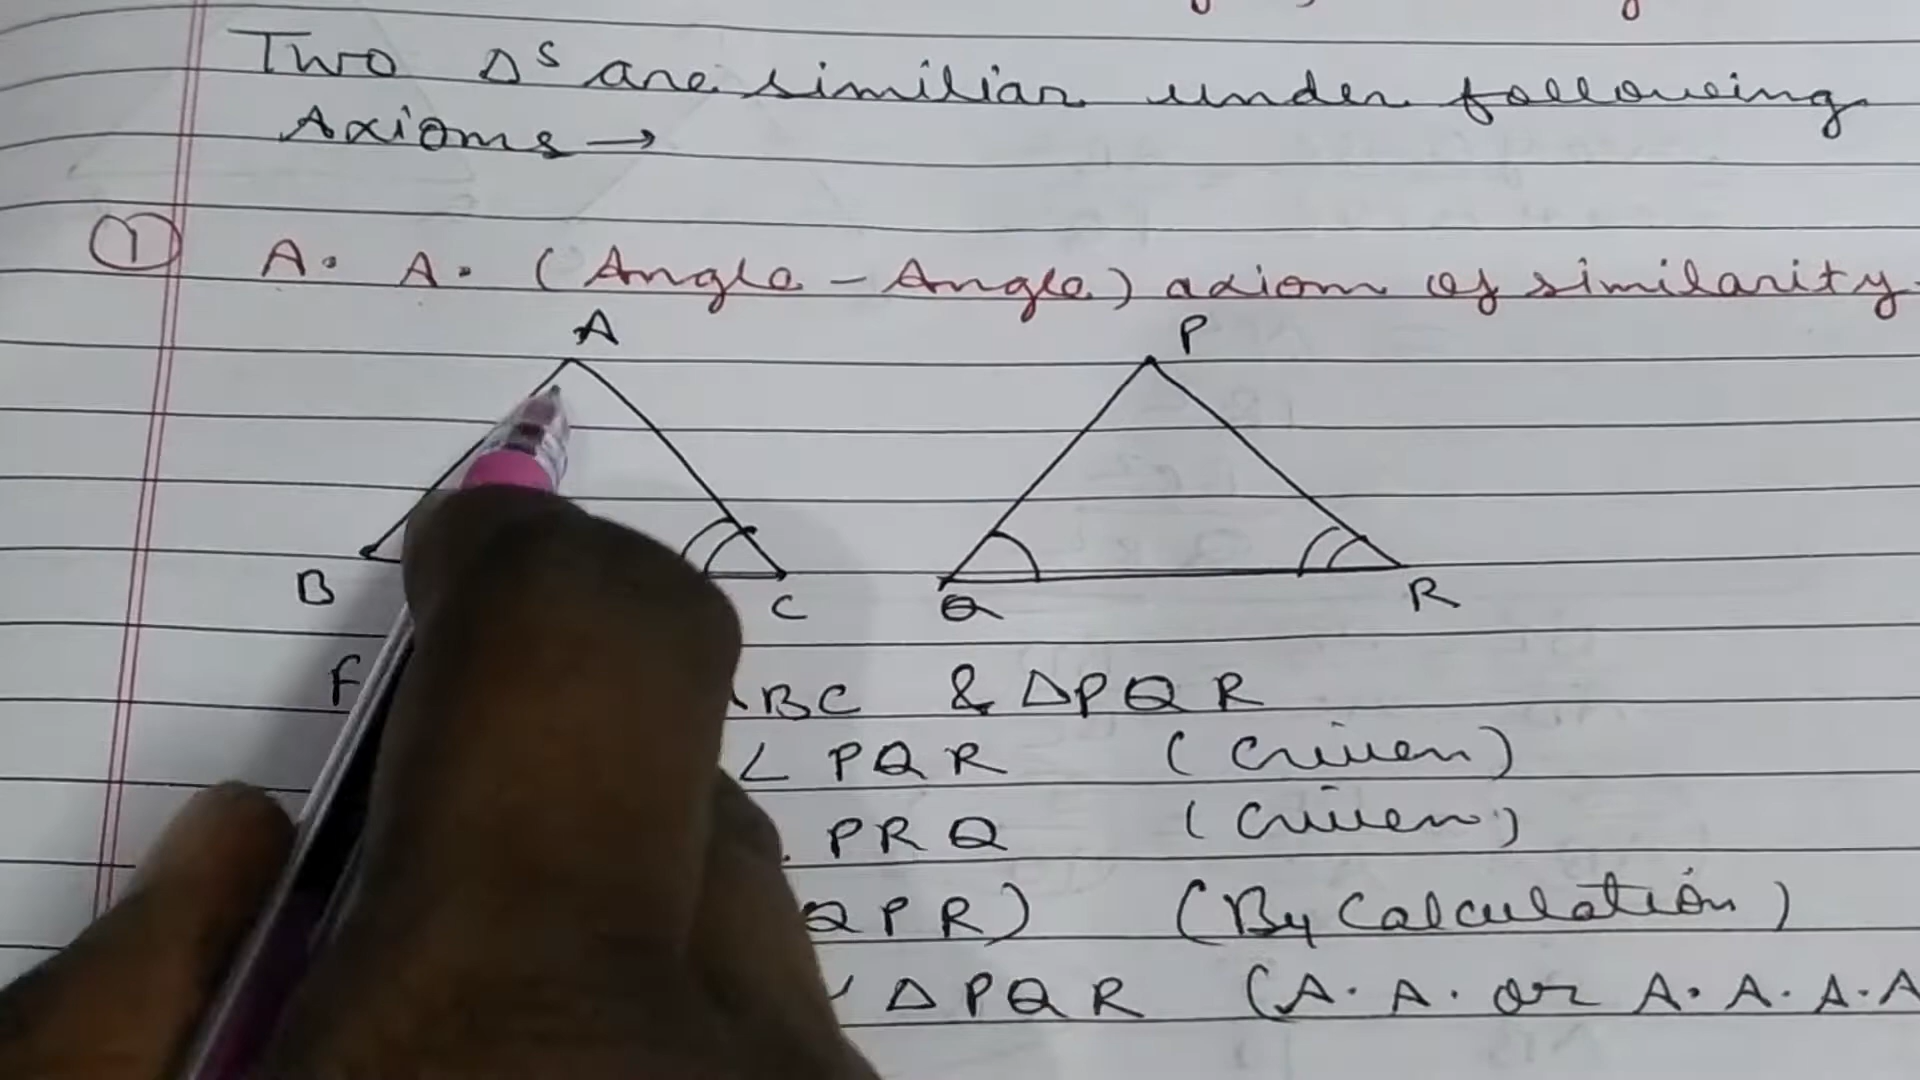 Two Δs are similiar under following
Axioms →
① A. A. (Angle - Angle) axiom of similarity
A
P
B
C
Q
R
F
BC & ΔPQR
∠ PQR (Given)
PRQ (Given)
QPR) (By Calculation)
Δ PQR (A. A. or A. A. A. A